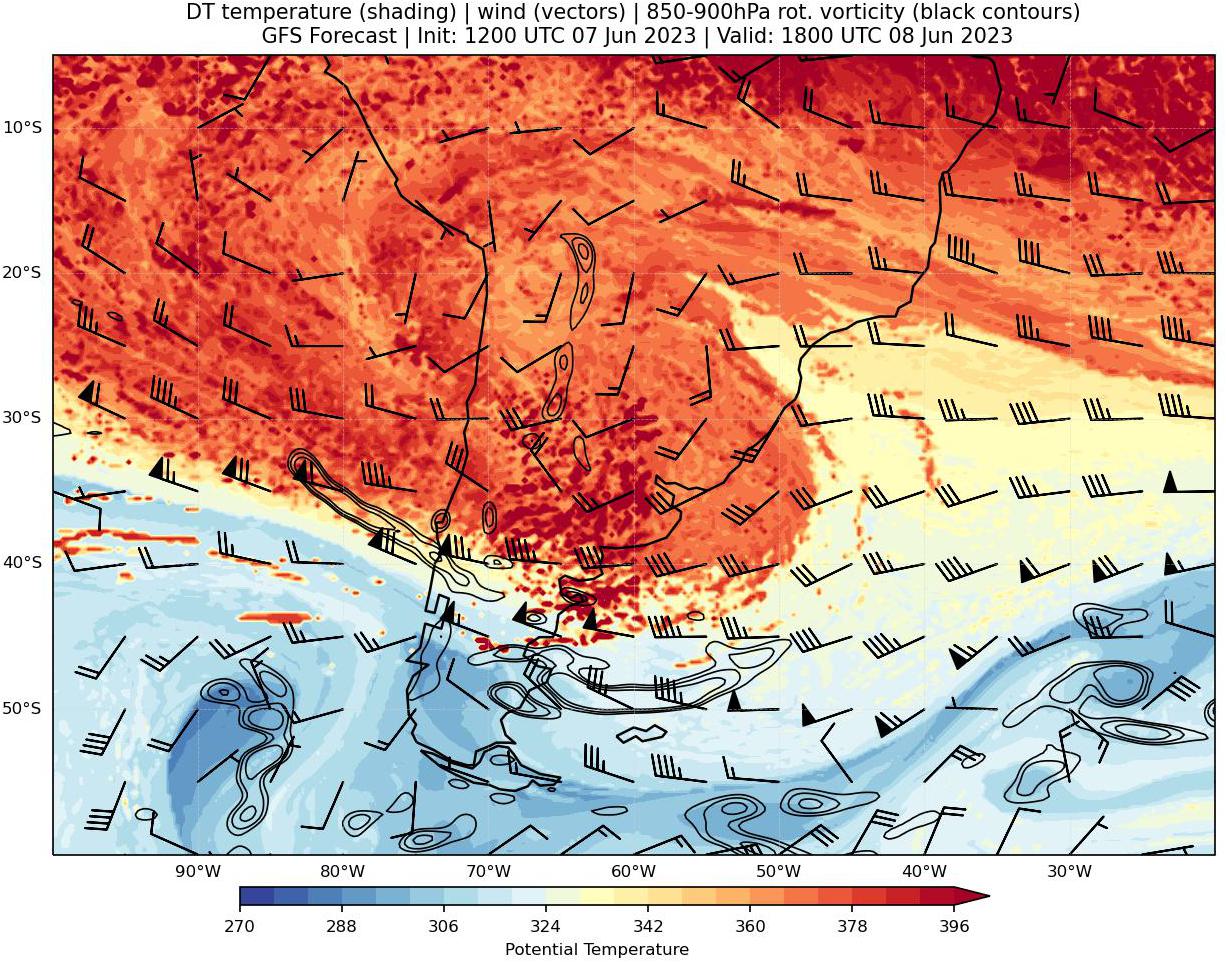 DT temperature (shading) | wind (vectors) | 850-900hPa rot. vorticity (black contours)
GFS Forecast | Init: 1200 UTC 07 Jun 2023 | Valid: 1800 UTC 08 Jun 2023
10°S
20°S
30°S
40°S
50°S
90°W 80°W 70°W 60°W 50°W 40°W 30°W
270 288 306 324 342 360 378 396
Potential Temperature